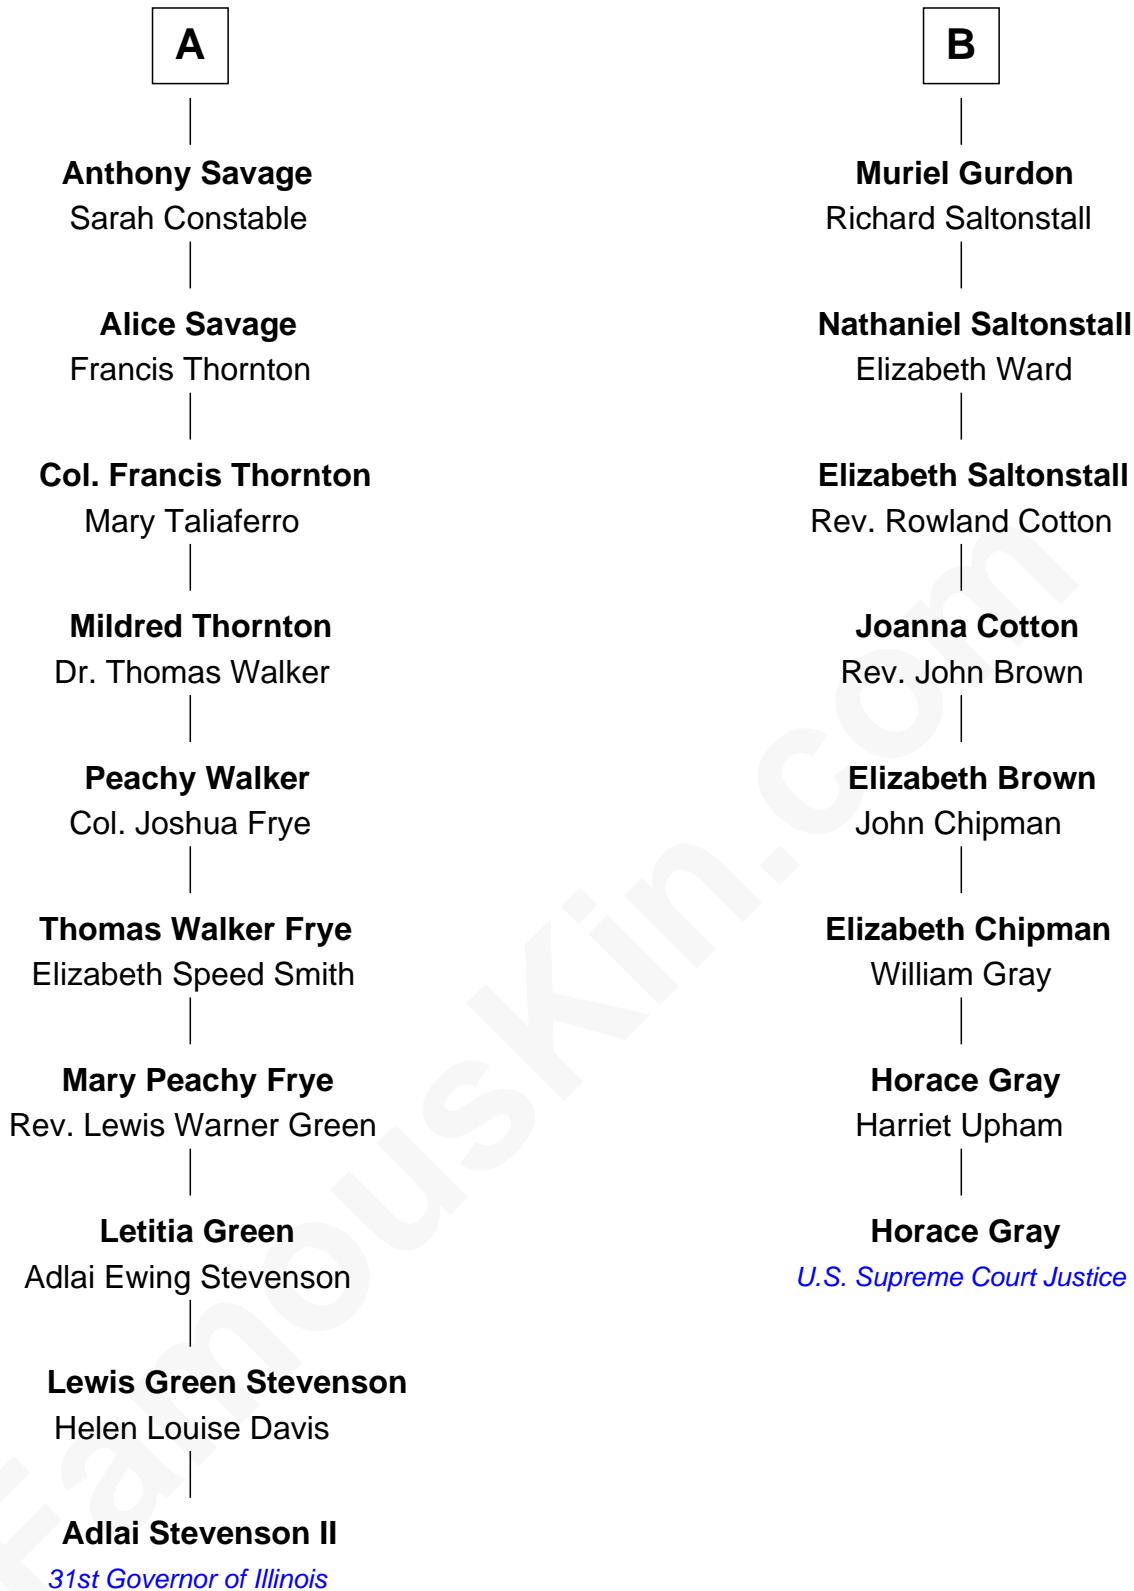 A
Anthony Savage
Sarah Constable
Alice Savage
Francis Thornton
Col. Francis Thornton
Mary Taliaferro
Mildred Thornton
Dr. Thomas Walker
Peachy Walker
Col. Joshua Frye
Thomas Walker Frye
Elizabeth Speed Smith
Mary Peachy Frye
Rev. Lewis Warner Green
Letitia Green
Adlai Ewing Stevenson
Lewis Green Stevenson
Helen Louise Davis
Adlai Stevenson II
31st Governor of Illinois
B
Muriel Gurdon
Richard Saltonstall
Nathaniel Saltonstall
Elizabeth Ward
Elizabeth Saltonstall
Rev. Rowland Cotton
Joanna Cotton
Rev. John Brown
Elizabeth Brown
John Chipman
Elizabeth Chipman
William Gray
Horace Gray
Harriet Upham
Horace Gray
U.S. Supreme Court Justice
FamousKin.com